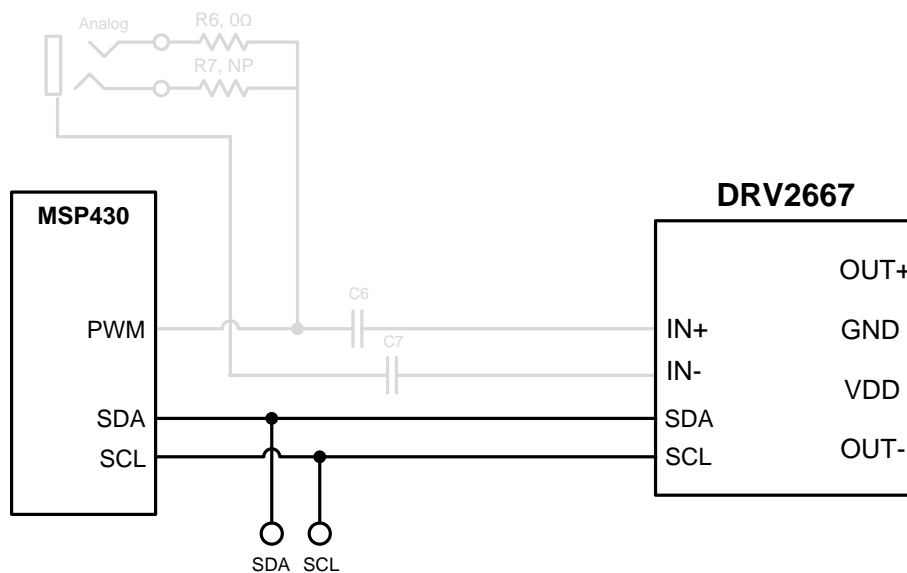 Analog
R6, 0Ω
R7, NP
DRV2667
MSP430
OUT+
C6
PWM
IN+
GND
C7
IN-
VDD
SDA
SDA
SCL
SCL
OUT-
SDA SCL